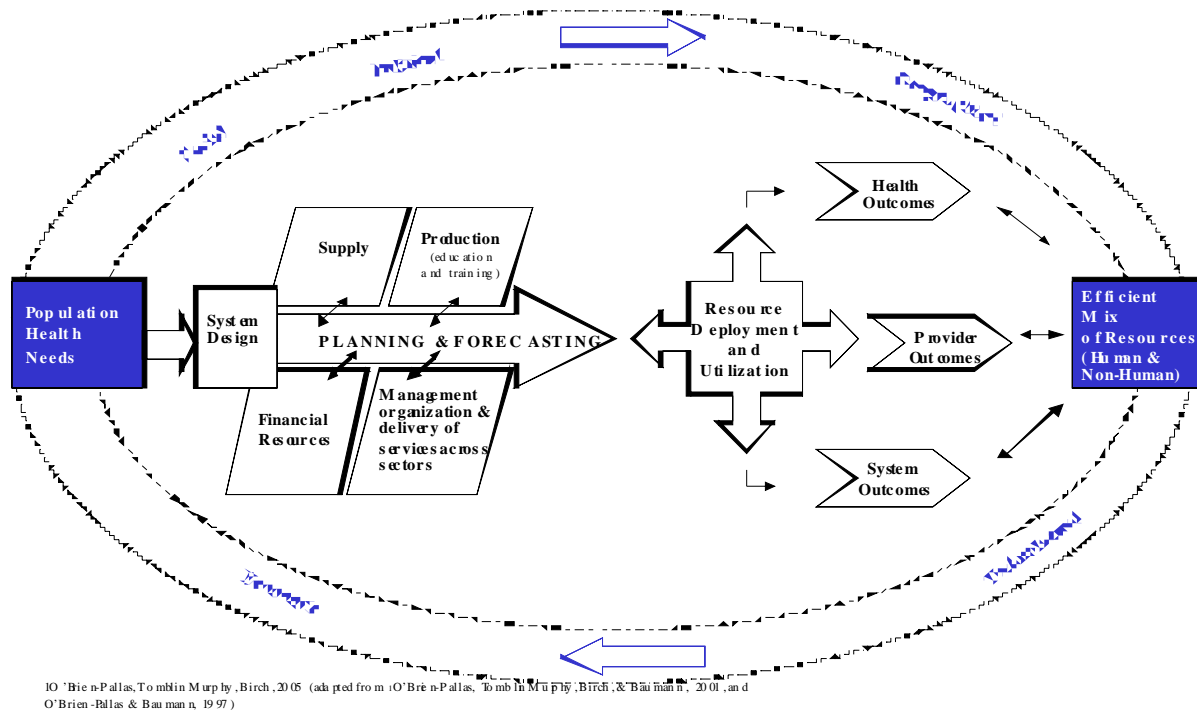 Population
Health
Needs
System
Design
Supply
Production
(education
and training)
PLANNING & FORECASTING
Financial
Resources
Management
organization &
delivery of
services across
sectors
Resource
Deployment
and
Utilization
Health
Outcomes
Provider
Outcomes
System
Outcomes
Efficient
Mix
of Resources
(Human &
Non-Human)
O'Brien-Pallas, Tomblin Murphy, Birch, 2005 (adapted from O'Brien-Pallas, Tomblin Murphy, Birch, & Baumann, 2001, and
O'Brien-Pallas & Baumann, 1997)